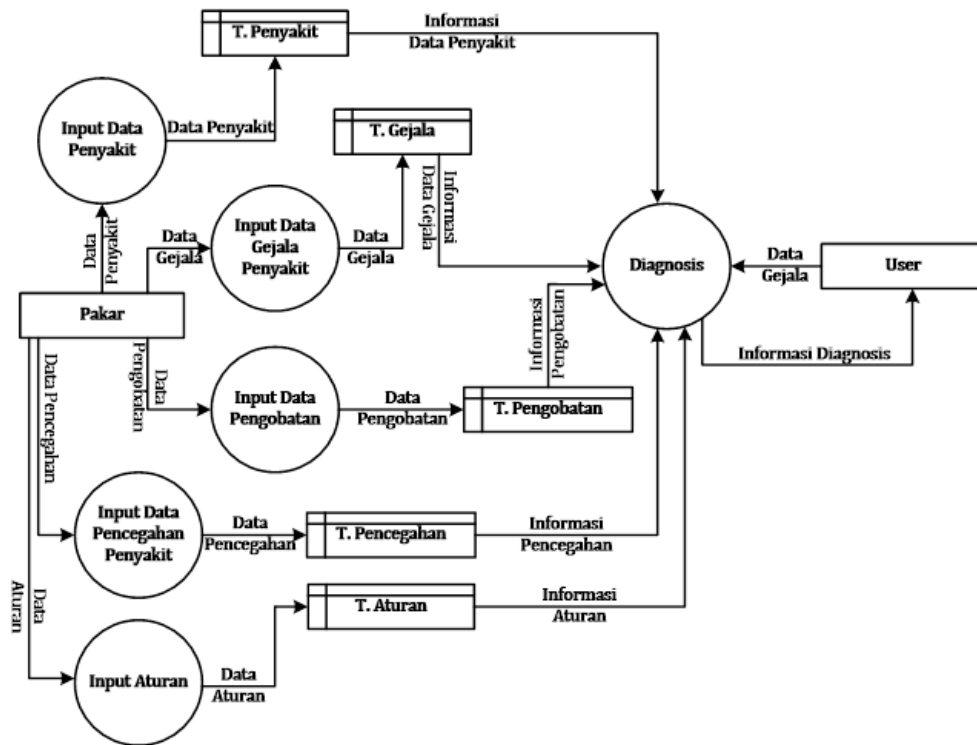 T. Penyakit
Informasi
Data Penyakit
Input Data
Penyakit
Data Penyakit
T. Gejala
Data
Penyakit
Data
Gejala
Input Data
Gejala
Penyakit
Data
Gejala
Informasi
Data Gejala
Diagnosis
Data
Gejala
User
Pakar
Informasi
Pengobatan
Informasi Diagnosis
Data Pencegahan
Data
Pengobatan
Input Data
Pengobatan
Data
Pengobatan
T. Pengobatan
Input Data
Pencegahan
Penyakit
Data
Pencegahan
T. Pencegahan
Informasi
Pencegahan
Data
Aturan
T. Aturan
Informasi
Aturan
Input Aturan
Data
Aturan